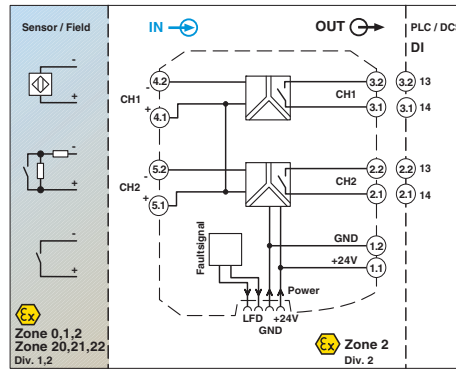 Sensor / Field
IN
OUT
PLC / DCS
DI
-
+
-
+
-
+
- 4.2
CH1
+ 4.1
3.2
CH1
3.1
3.2 13
3.1 14
- 5.2
CH2
+ 5.1
2.2
CH2
2.1
2.2 13
2.1 14
GND 1.2
+24V 1.1
Faultsignal
Power
LFD +24V
GND
Ex
Zone 0,1,2
Zone 20,21,22
Div. 1,2
Ex Zone 2
Div. 2